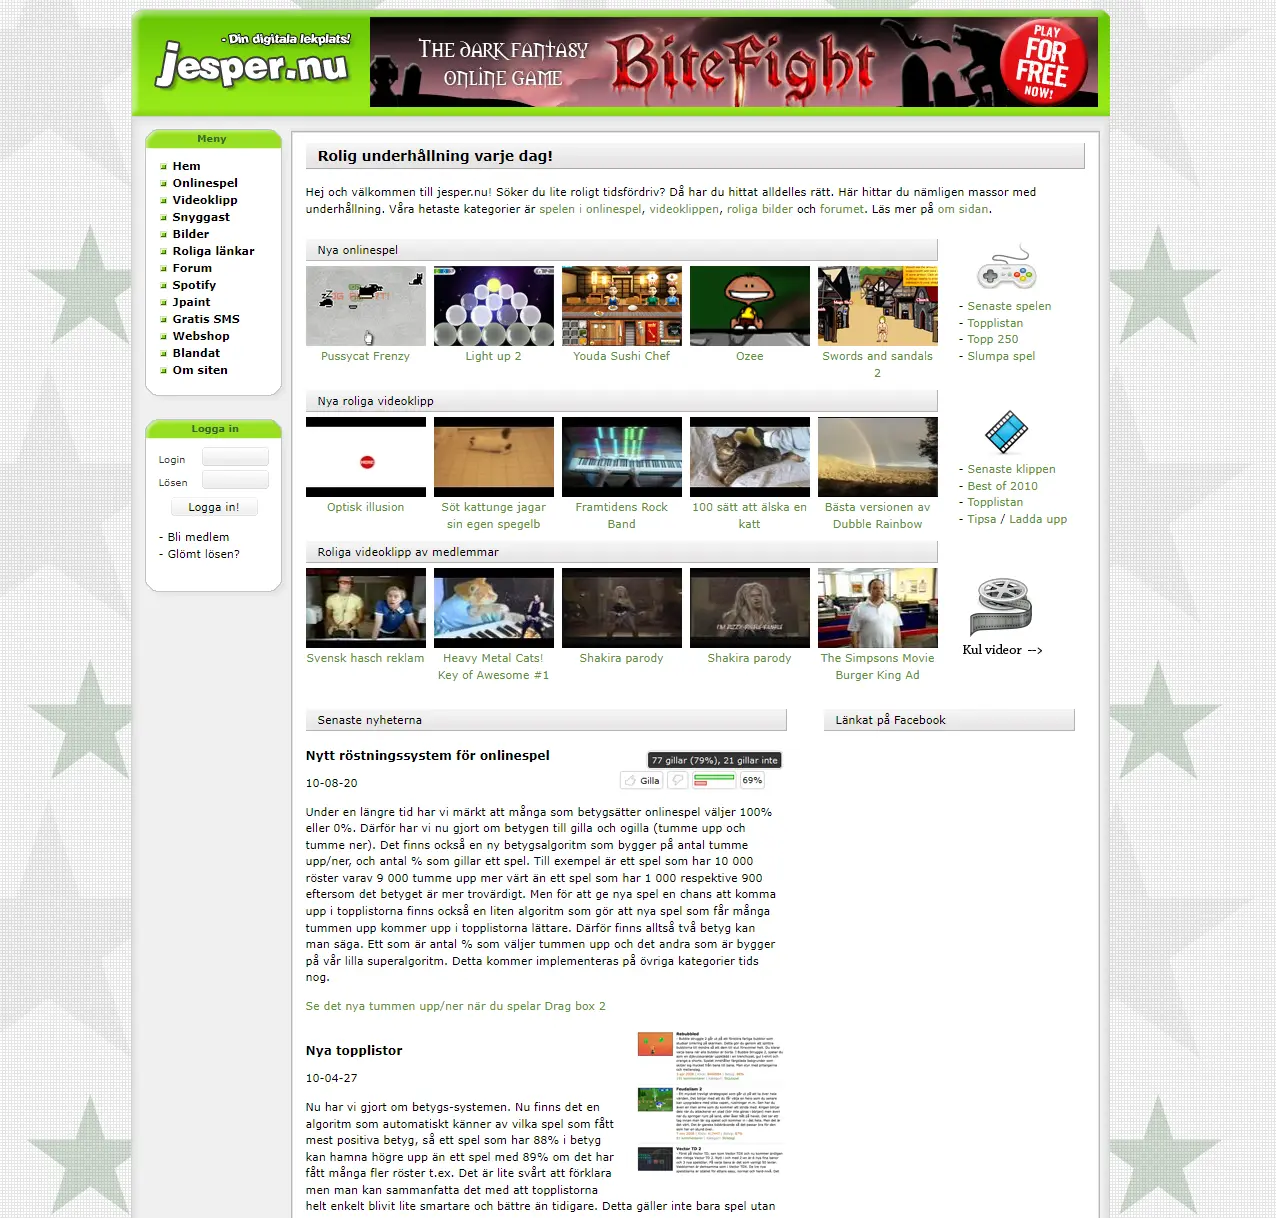 - Din digitala lekplats!
jesper.nu
THE DARK FANTASY
ONLINE GAME
BiteFight
PLAY
FOR
FREE
NOW!
Meny
Hem
Onlinespel
Videoklipp
Snyggast
Bilder
Roliga länkar
Forum
Spotify
Jpaint
Gratis SMS
Webshop
Blandat
Om siten
Logga in
Login
Lösen
Logga in!
- Bli medlem
- Glömt lösen?
Rolig underhållning varje dag!
Hej och välkommen till jesper.nu! Söker du lite roligt tidsfördriv? Då har du hittat alldelles rätt. Här hittar du nämligen massor med
underhållning. Våra hetaste kategorier är spelen i onlinespel, videoklippen, roliga bilder och forumet. Läs mer på om sidan.
Nya onlinespel
Pussycat Frenzy
Light up 2
Youda Sushi Chef
Ozee
Swords and sandals
2
- Senaste spelen
- Topplistan
- Topp 250
- Slumpa spel
Nya roliga videoklipp
Optisk illusion
Söt kattunge jagar
sin egen spegelb
Framtidens Rock
Band
100 sätt att älska en
katt
Bästa versionen av
Dubble Rainbow
- Senaste klippen
- Best of 2010
- Topplistan
- Tipsa / Ladda upp
Roliga videoklipp av medlemmar
Svensk hasch reklam
Heavy Metal Cats!
Key of Awesome #1
Shakira parody
Shakira parody
The Simpsons Movie
Burger King Ad
Kul videor -->
Senaste nyheterna
Länkat på Facebook
Nytt röstningssystem för onlinespel
77 gillar (79%), 21 gillar inte
Gilla
69%
10-08-20
Under en längre tid har vi märkt att många som betygsätter onlinespel väljer 100%
eller 0%. Därför har vi nu gjort om betygen till gilla och ogilla (tumme upp och
tumme ner). Det finns också en ny betygsalgoritm som bygger på antal tumme
upp/ner, och antal % som gillar ett spel. Till exempel är ett spel som har 10 000
röster varav 9 000 tumme upp mer värt än ett spel som har 1 000 respektive 900
eftersom det betyget är mer trovärdigt. Men för att ge nya spel en chans att komma
upp i topplistorna finns också en liten algoritm som gör att nya spel som får många
tummen upp kommer upp i topplistorna lättare. Därför finns alltså två betyg kan
man säga. Ett som är antal % som väljer tummen upp och det andra som är bygger
på vår lilla superalgoritm. Detta kommer implementeras på övriga kategorier tids
nog.
Se det nya tummen upp/ner när du spelar Drag box 2
Nya topplistor
10-04-27
Nu har vi gjort om betygs-systemen. Nu finns det en
algoritm som automatiskt känner av vilka spel som fått
mest positiva betyg, så ett spel som har 88% i betyg
kan hamna högre upp än ett spel med 89% om det har
fått många fler röster än det. Det är lite svårt att förklara
men man kan sammanfatta det med att topplistorna
helt enkelt blivit lite smartare och bättre än tidigare. Detta gäller inte bara spel utan
Rebubbled
Feudalism 2
Vector TD 2